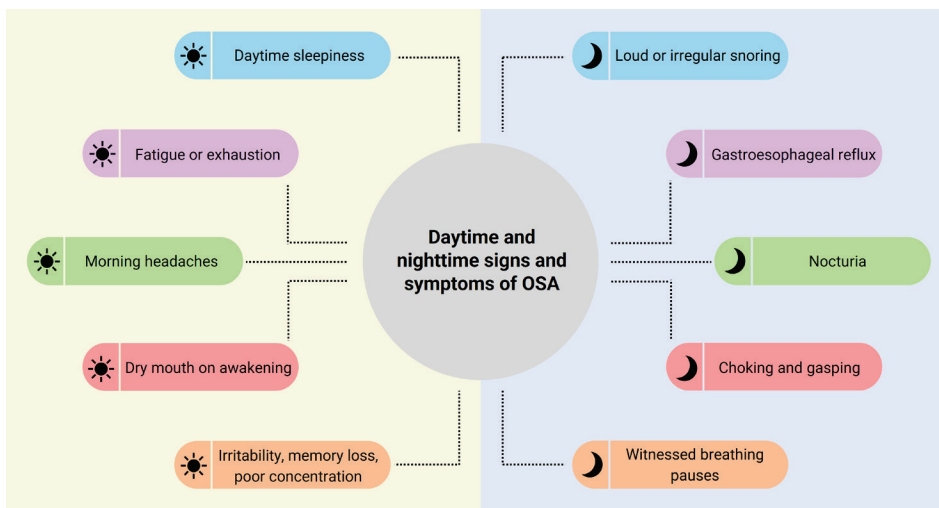 Daytime sleepiness
Fatigue or exhaustion
Morning headaches
Dry mouth on awakening
Irritability, memory loss,
poor concentration
Daytime and
nighttime signs and
symptoms of OSA
Loud or irregular snoring
Gastroesophageal reflux
Nocturia
Choking and gasping
Witnessed breathing
pauses